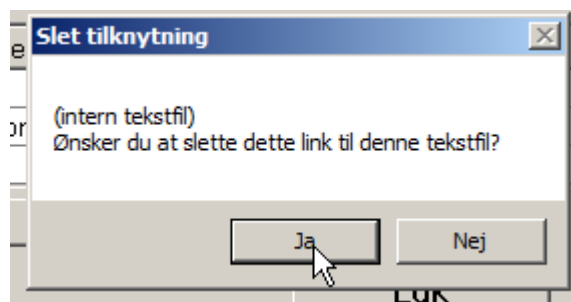 Slet tilknytning
(intern tekstfil)
Ønsker du at slette dette link til denne tekstfil?
Ja
Nej